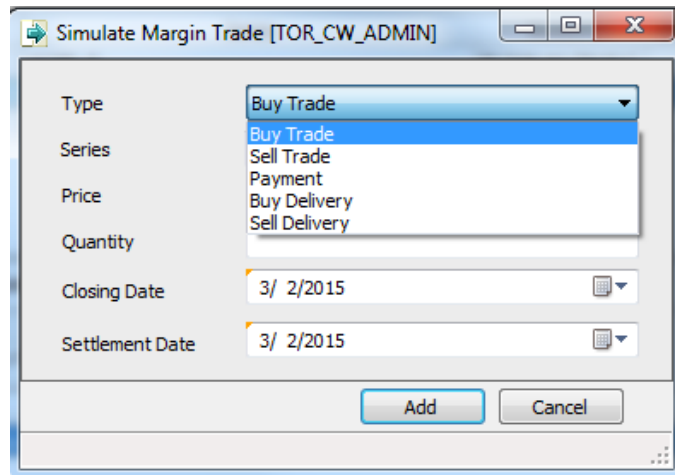 Simulate Margin Trade [TOR_CW_ADMIN]
Type
Buy Trade
Buy Trade
Sell Trade
Payment
Buy Delivery
Sell Delivery
Series
Price
Quantity
Closing Date
3/ 2/2015
Settlement Date
3/ 2/2015
Add
Cancel